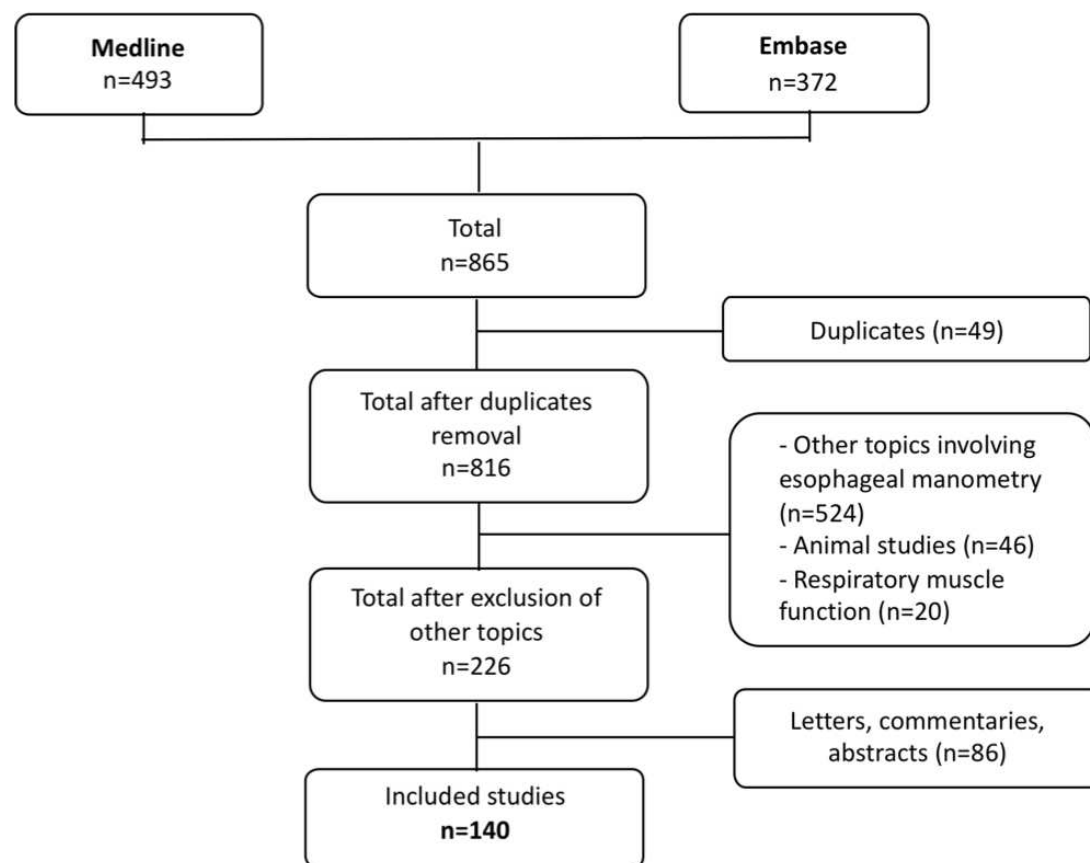 Medline
n=493
Embase
n=372
Total
n=865
Duplicates (n=49)
Total after duplicates
removal
n=816
- Other topics involving
esophageal manometry
(n=524)
- Animal studies (n=46)
- Respiratory muscle
function (n=20)
Total after exclusion of
other topics
n=226
Letters, commentaries,
abstracts (n=86)
Included studies
n=140